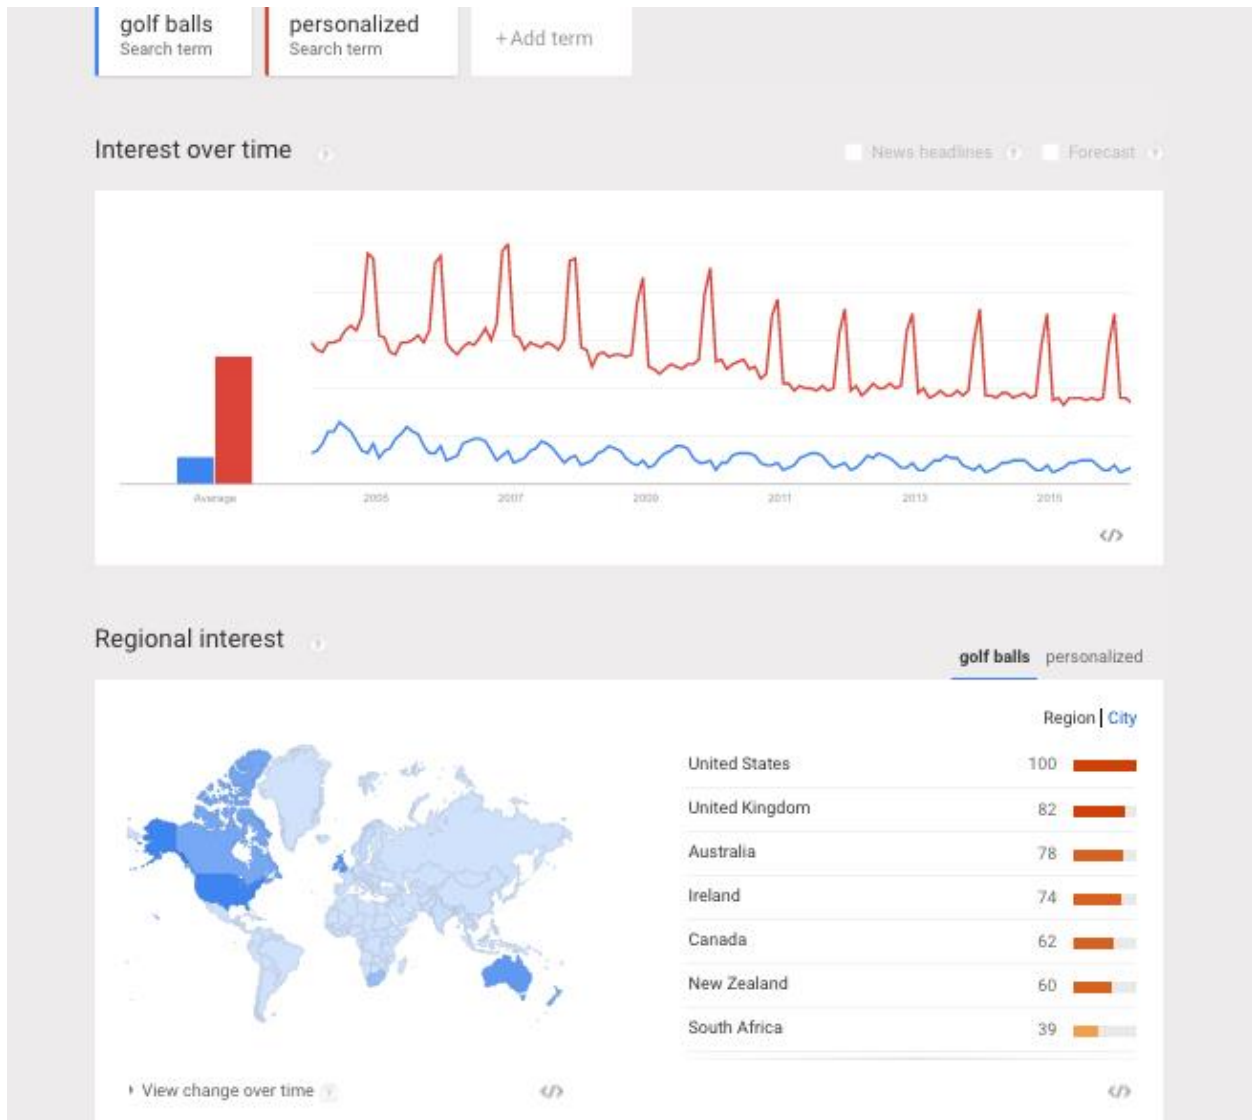 golf balls
Search term
personalized
Search term
+Add term
Interest over time
News headlines
Forecast
Average
2005
2007
2009
2011
2013
2015
</>
Regional interest
golf balls personalized
Region | City
United States 100
United Kingdom 82
Australia 78
Ireland 74
Canada 62
New Zealand 60
South Africa 39
View change over time
</>
</>